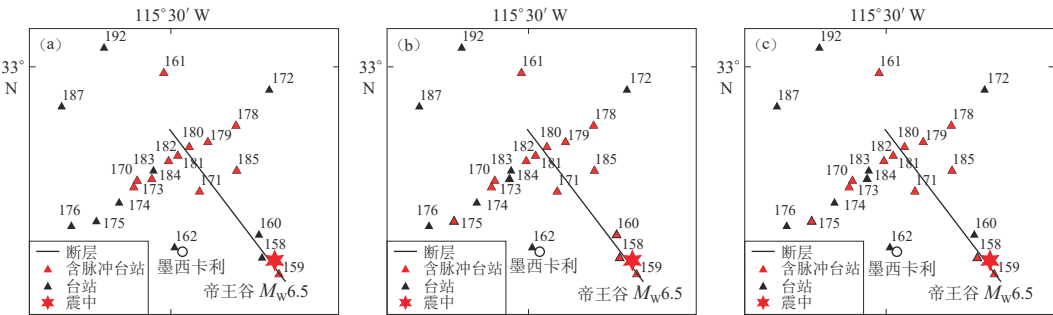 115°30′ W
115°30′ W
115°30′ W
33°
N
(a)
192
161
172
187
178
180
179
182
183
181
185
170
184
171
173
174
176
175
160
162
158
159
墨西卡利
帝王谷 MW6.5
断层
含脉冲台站
台站
震中
33°
N
(b)
192
161
172
187
178
180
179
182
183
181
185
170
184
171
173
174
176
175
160
162
158
159
墨西卡利
帝王谷 MW6.5
断层
含脉冲台站
台站
震中
33°
N
(c)
192
161
172
187
178
180
179
182
183
181
185
170
184
171
173
174
176
175
160
162
158
159
墨西卡利
帝王谷 MW6.5
断层
含脉冲台站
台站
震中